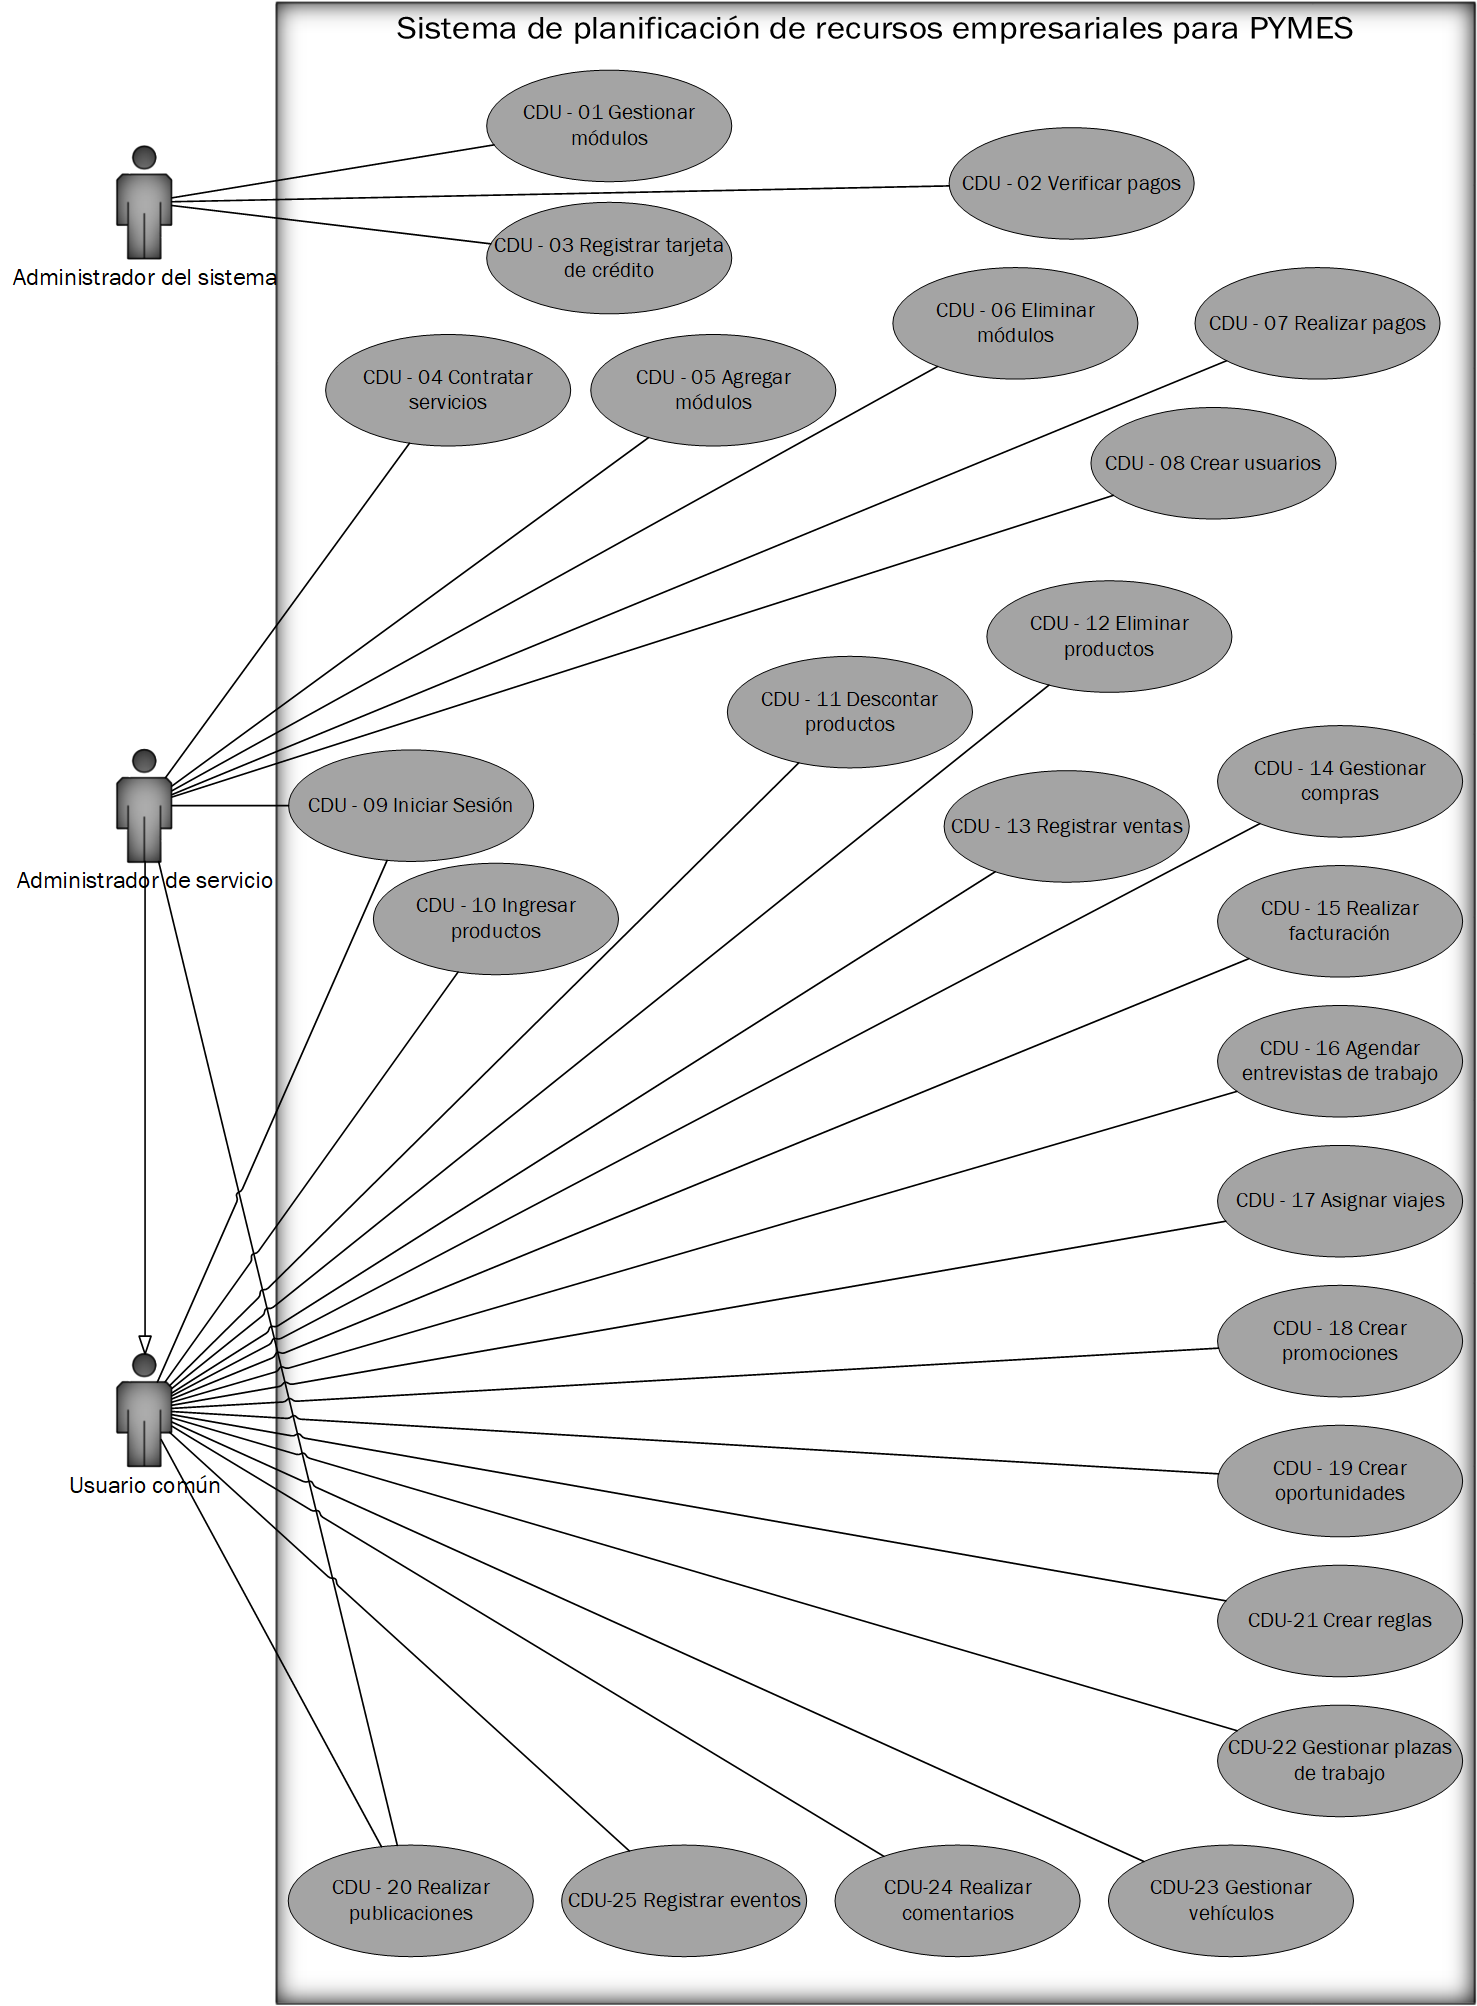 Sistema de planificación de recursos empresariales para PYMES
CDU - 01 Gestionar
módulos
CDU - 02 Verificar pagos
CDU - 03 Registrar tarjeta
de crédito
Administrador del sistema
CDU - 06 Eliminar
módulos
CDU - 07 Realizar pagos
CDU - 04 Contratar
servicios
CDU - 05 Agregar
módulos
CDU - 08 Crear usuarios
CDU - 12 Eliminar
productos
CDU - 11 Descontar
productos
CDU - 14 Gestionar
compras
CDU - 09 Iniciar Sesión
CDU - 13 Registrar ventas
Administrador de servicio
CDU - 10 Ingresar
productos
CDU - 15 Realizar
facturación
CDU - 16 Agendar
entrevistas de trabajo
CDU - 17 Asignar viajes
CDU - 18 Crear
promociones
Usuario común
CDU - 19 Crear
oportunidades
CDU-21 Crear reglas
CDU-22 Gestionar plazas
de trabajo
CDU - 20 Realizar
publicaciones
CDU-25 Registrar eventos
CDU-24 Realizar
comentarios
CDU-23 Gestionar
vehículos